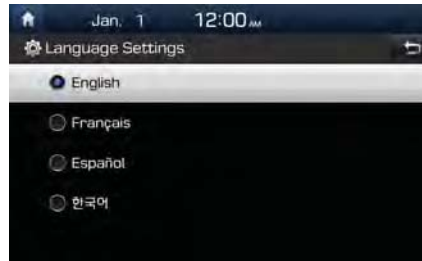 Jan. 1 12:00 AM
Language Settings
English
Français
Español
한국어